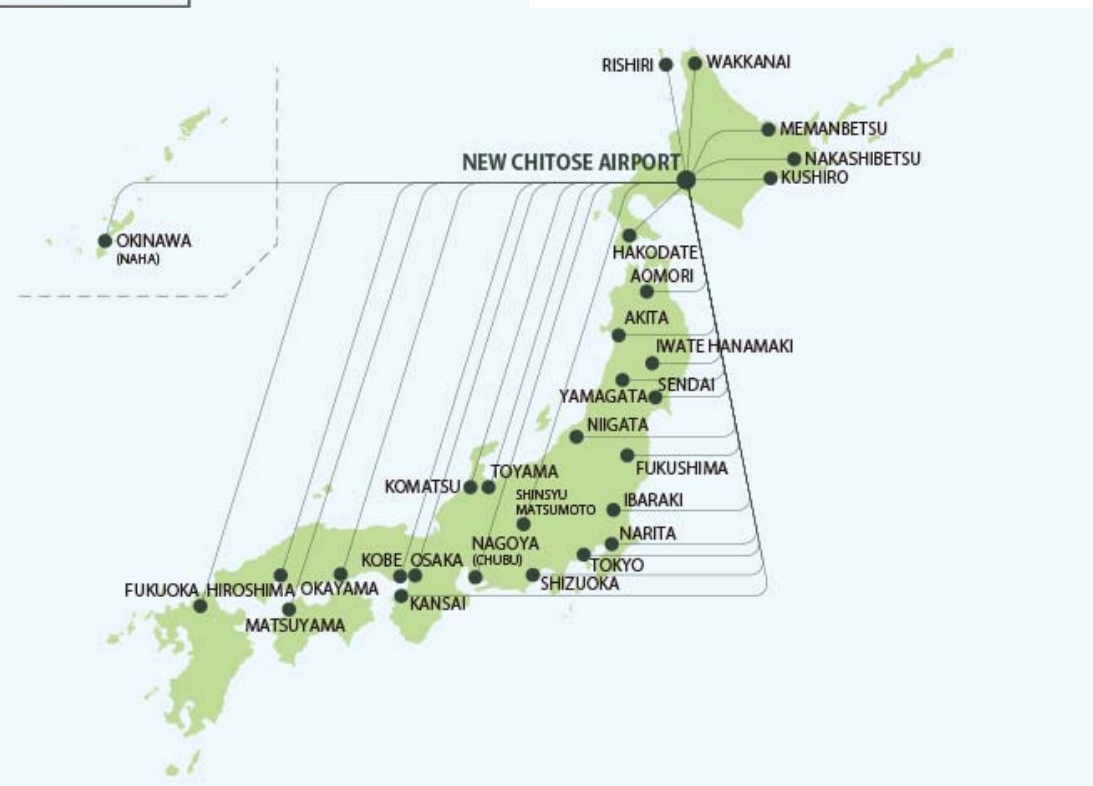 RISHIRI
WAKKANAI
MEMANBETSU
NEW CHITOSE AIRPORT
NAKASHIBETSU
KUSHIRO
OKINAWA
(NAHA)
HAKODATE
AOMORI
AKITA
IWATE HANAMAKI
SENDAI
YAMAGATA
NIIGATA
FUKUSHIMA
TOYAMA
KOMATSU
SHINSYU
MATSUMOTO
IBARAKI
NARITA
NAGOYA
(CHUBU)
TOKYO
KOBE
OSAKA
SHIZUOKA
FUKUOKA
HIROSHIMA
OKAYAMA
KANSAI
MATSUYAMA